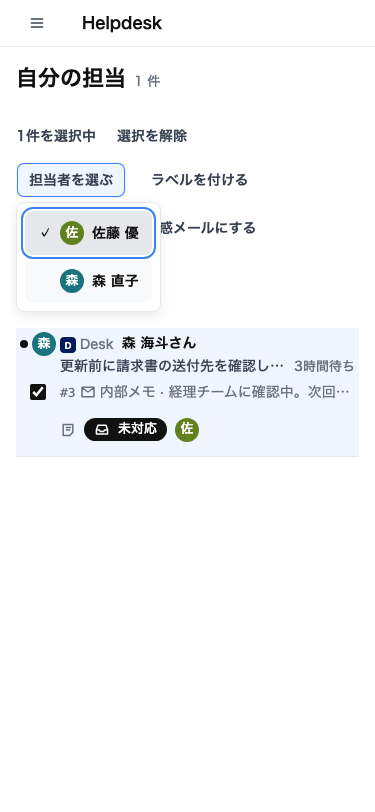 Helpdesk
自分の担当 1 件
1件を選択中 選択を解除
担当者を選ぶ ラベルを付ける
惑メールにする
✓ 佐 佐藤 優
森 森 直子
森 D Desk 森 海斗さん
更新前に請求書の送付先を確認し… 3時間待ち
#3 内部メモ · 経理チームに確認中。次回…
未対応 佐